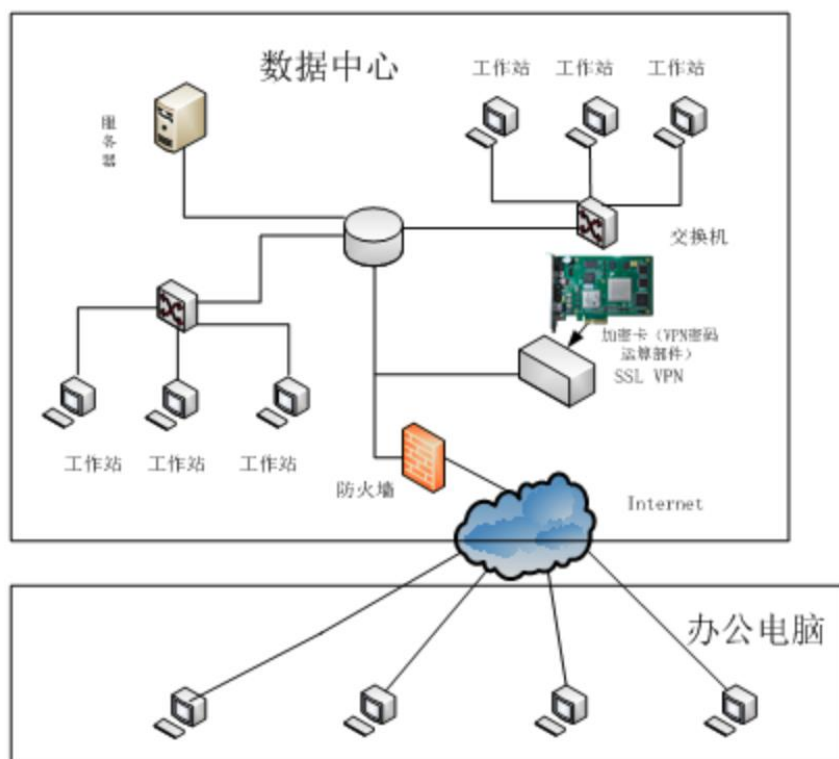 数据中心
工作站 工作站 工作站
服
务
器
交换机
加密卡（VPN密码
运算部件）
SSL VPN
工作站 工作站 工作站
防火墙
Internet
办公电脑